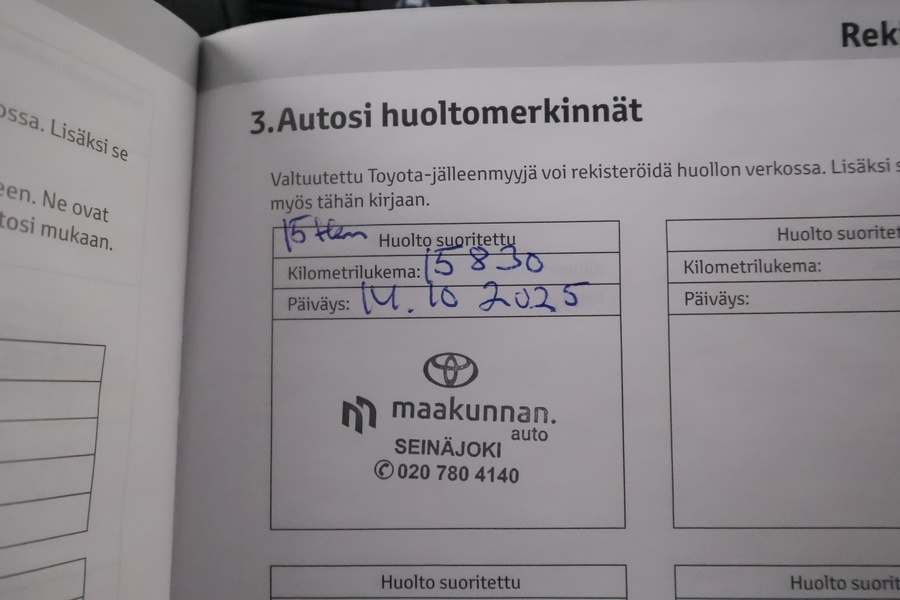 ossa. Lisäksi se
een. Ne ovat
tosi mukaan.
Rek
3. Autosi huoltomerkinnät
Valtuutettu Toyota-jälleenmyyjä voi rekisteröidä huollon verkossa. Lisäksi s
myös tähän kirjaan.
15 tkm Huolto suoritettu
Kilometrilukema: 15 830
Päiväys: 14.10 2025
maakunnan.
auto
SEINÄJOKI
✆ 020 780 4140
Huolto suoritet
Kilometrilukema:
Päiväys:
Huolto suoritettu
Huolto suorit